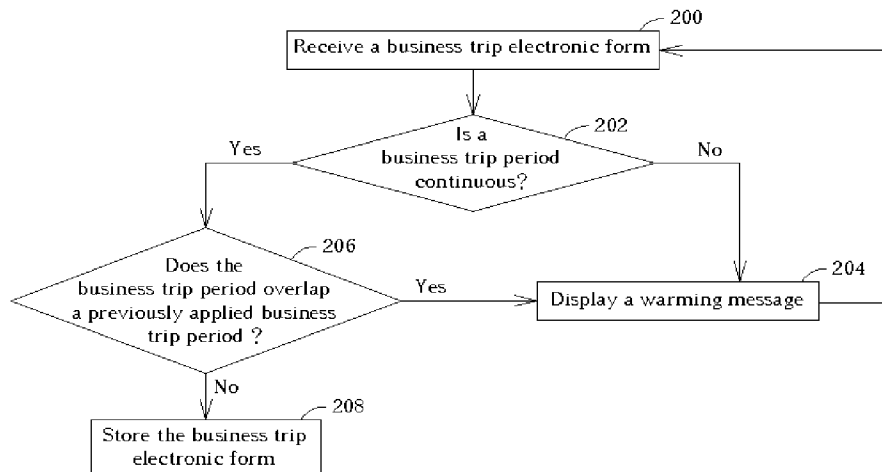 200
Receive a business trip electronic form
202
Is a
business trip period
continuous?
Yes
No
206
Does the
business trip period overlap
a previously applied business
trip period ?
Yes
204
Display a warming message
No
208
Store the business trip
electronic form